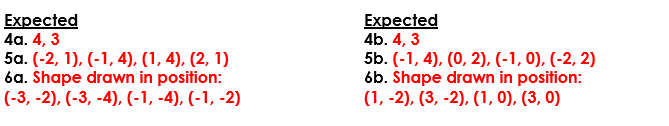 Expected
4a. 4, 3
5a. (-2, 1), (-1, 4), (1, 4), (2, 1)
6a. Shape drawn in position:
(-3, -2), (-3, -4), (-1, -4), (-1, -2)
Expected
4b. 4, 3
5b. (-1, 4), (0, 2), (-1, 0), (-2, 2)
6b. Shape drawn in position:
(1, -2), (3, -2), (1, 0), (3, 0)